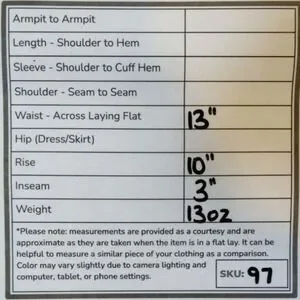 Armpit to Armpit
Length - Shoulder to Hem
Sleeve - Shoulder to Cuff Hem
Shoulder - Seam to Seam
Waist - Across Laying Flat 13"
Hip (Dress/Skirt)
Rise 10"
Inseam 3"
Weight 13oz
*Please note: measurements are provided as a courtesy and are
approximate as they are taken when the item is in a flat lay. It can be
helpful to measure a similar piece of your clothing as a comparison.
Color may vary slightly due to camera lighting and
computer, tablet, or phone settings.
SKU: 97